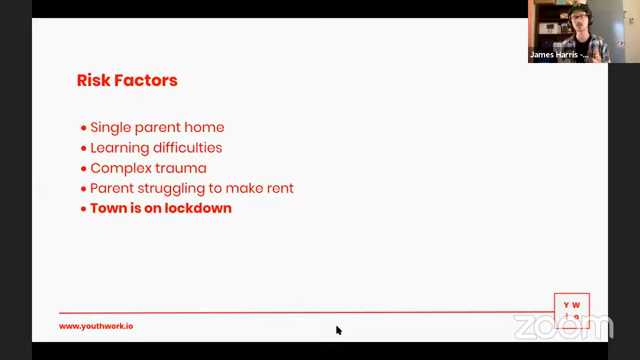 James Harris -...
Risk Factors
• Single parent home
• Learning difficulties
• Complex trauma
• Parent struggling to make rent
• Town is on lockdown
www.youthwork.io
Y W
zoom